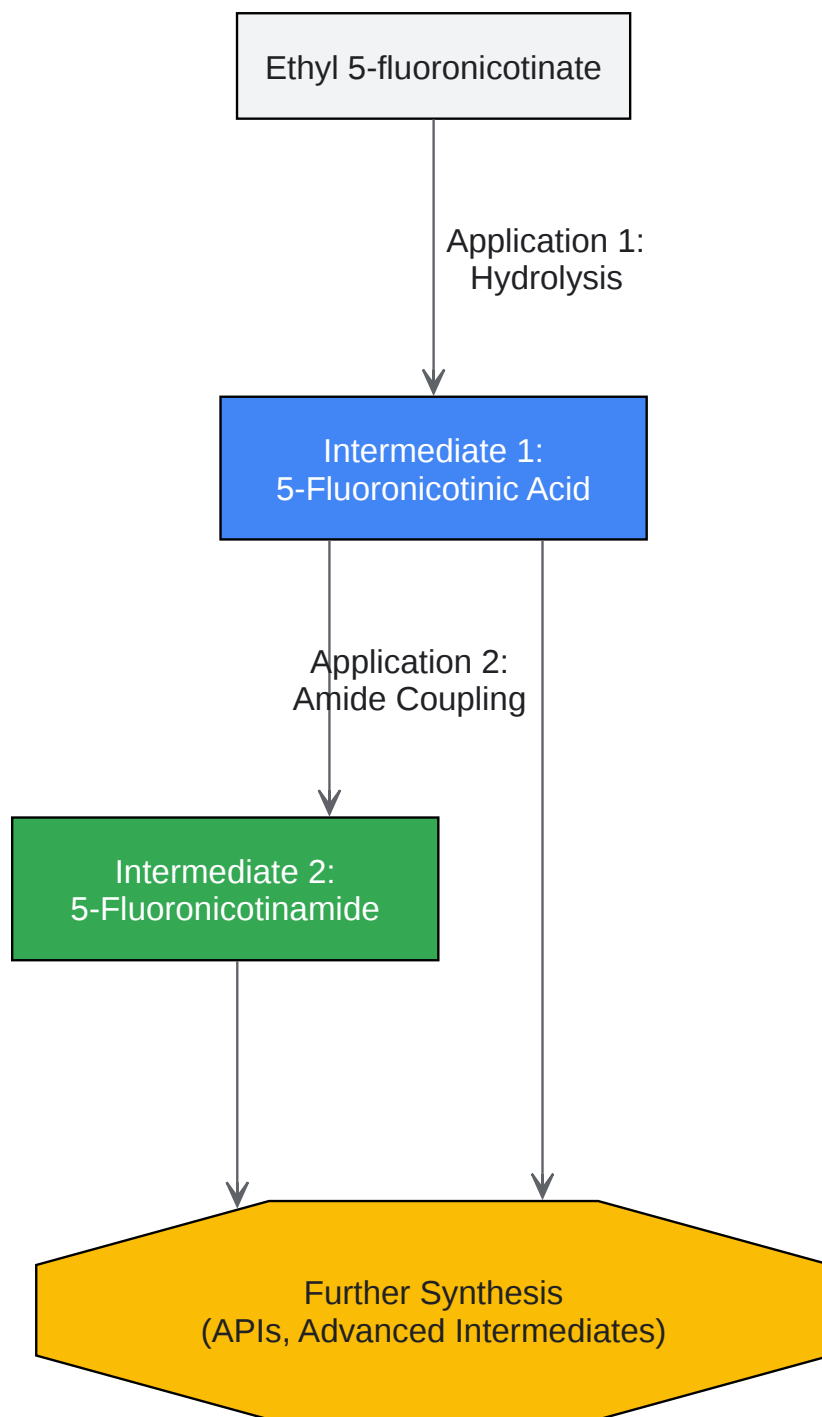 Ethyl 5-fluoronicotinate
Application 1:
Hydrolysis
Intermediate 1:
5-Fluoronicotinic Acid
Application 2:
Amide Coupling
Intermediate 2:
5-Fluoronicotinamide
Further Synthesis
(APIs, Advanced Intermediates)